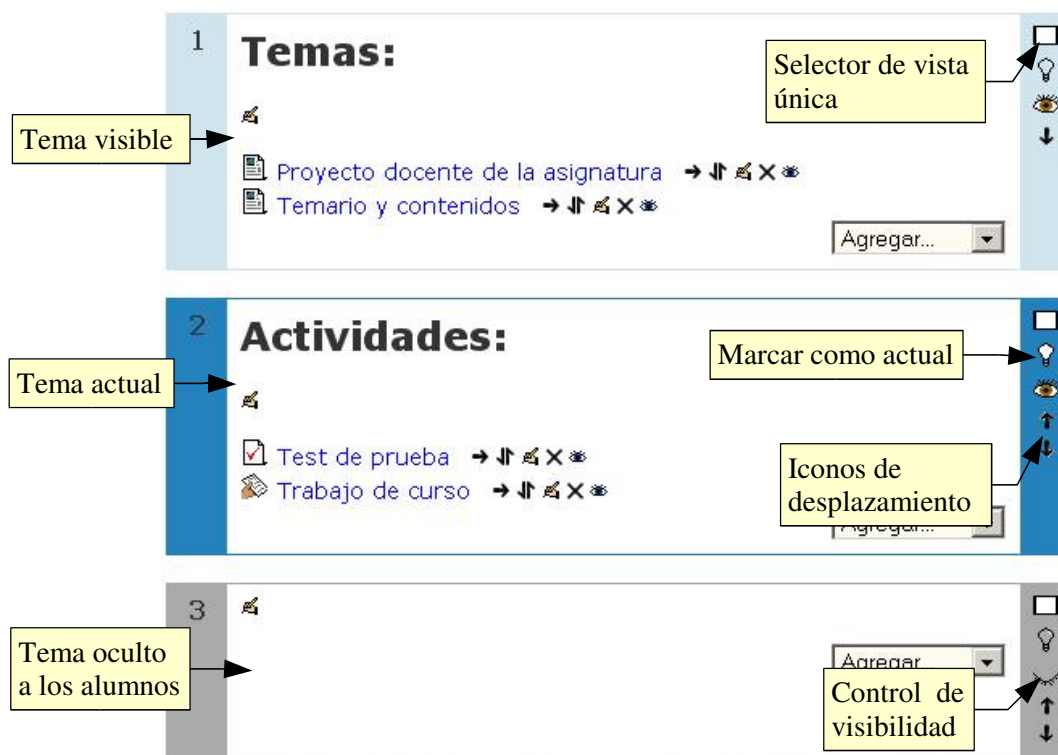 1
Temas:
Selector de vista
única
Tema visible
Proyecto docente de la asignatura
Temario y contenidos
Agregar...
2
Actividades:
Marcar como actual
Tema actual
Test de prueba
Trabajo de curso
Iconos de
desplazamiento
Agregar...
3
Tema oculto
a los alumnos
Agregar...
Control de
visibilidad